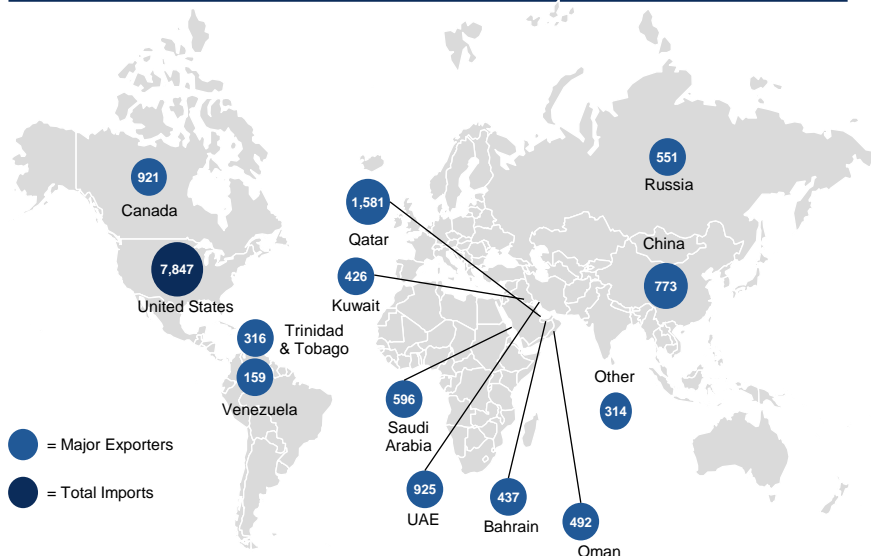 551
Russia
921
Canada
1,581
Qatar
China
7,847
United States
426
Kuwait
773
316
Trinidad
& Tobago
159
Venezuela
Other
314
596
Saudi
Arabia
= Major Exporters
= Total Imports
925
UAE
437
Bahrain
492
Oman